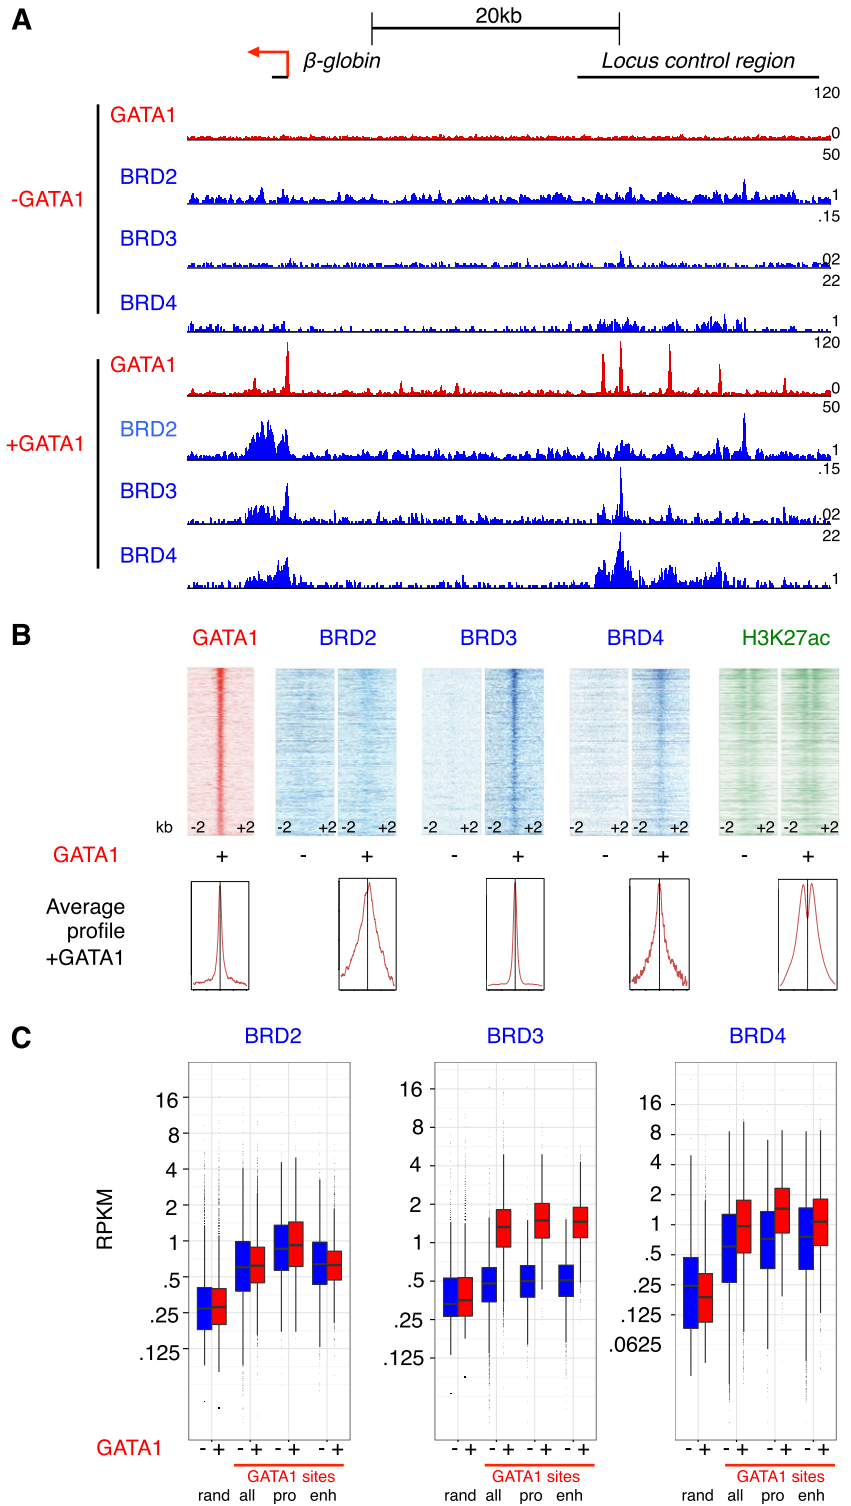 A
20kb
β-globin
Locus control region
-GATA1
GATA1
120
0
BRD2
50
1
BRD3
.15
02
BRD4
22
1
+GATA1
GATA1
120
0
BRD2
50
1
BRD3
.15
02
BRD4
22
1
B
GATA1 BRD2 BRD3 BRD4 H3K27ac
kb -2 +2 -2 +2 -2 +2 -2 +2 -2 +2 -2 +2 -2 +2 -2 +2 -2 +2
GATA1 + - + - + - + - +
Average
profile
+GATA1
C
BRD2 BRD3 BRD4
RPKM
16
8
4
2
1
.5
.25
.125
16
8
4
2
1
.5
.25
.125
16
8
4
2
1
.5
.25
.125
.0625
GATA1 - + - + - + - + - + - + - + - + - + - + - + - +
GATA1 sites GATA1 sites GATA1 sites
rand all pro enh rand all pro enh rand all pro enh